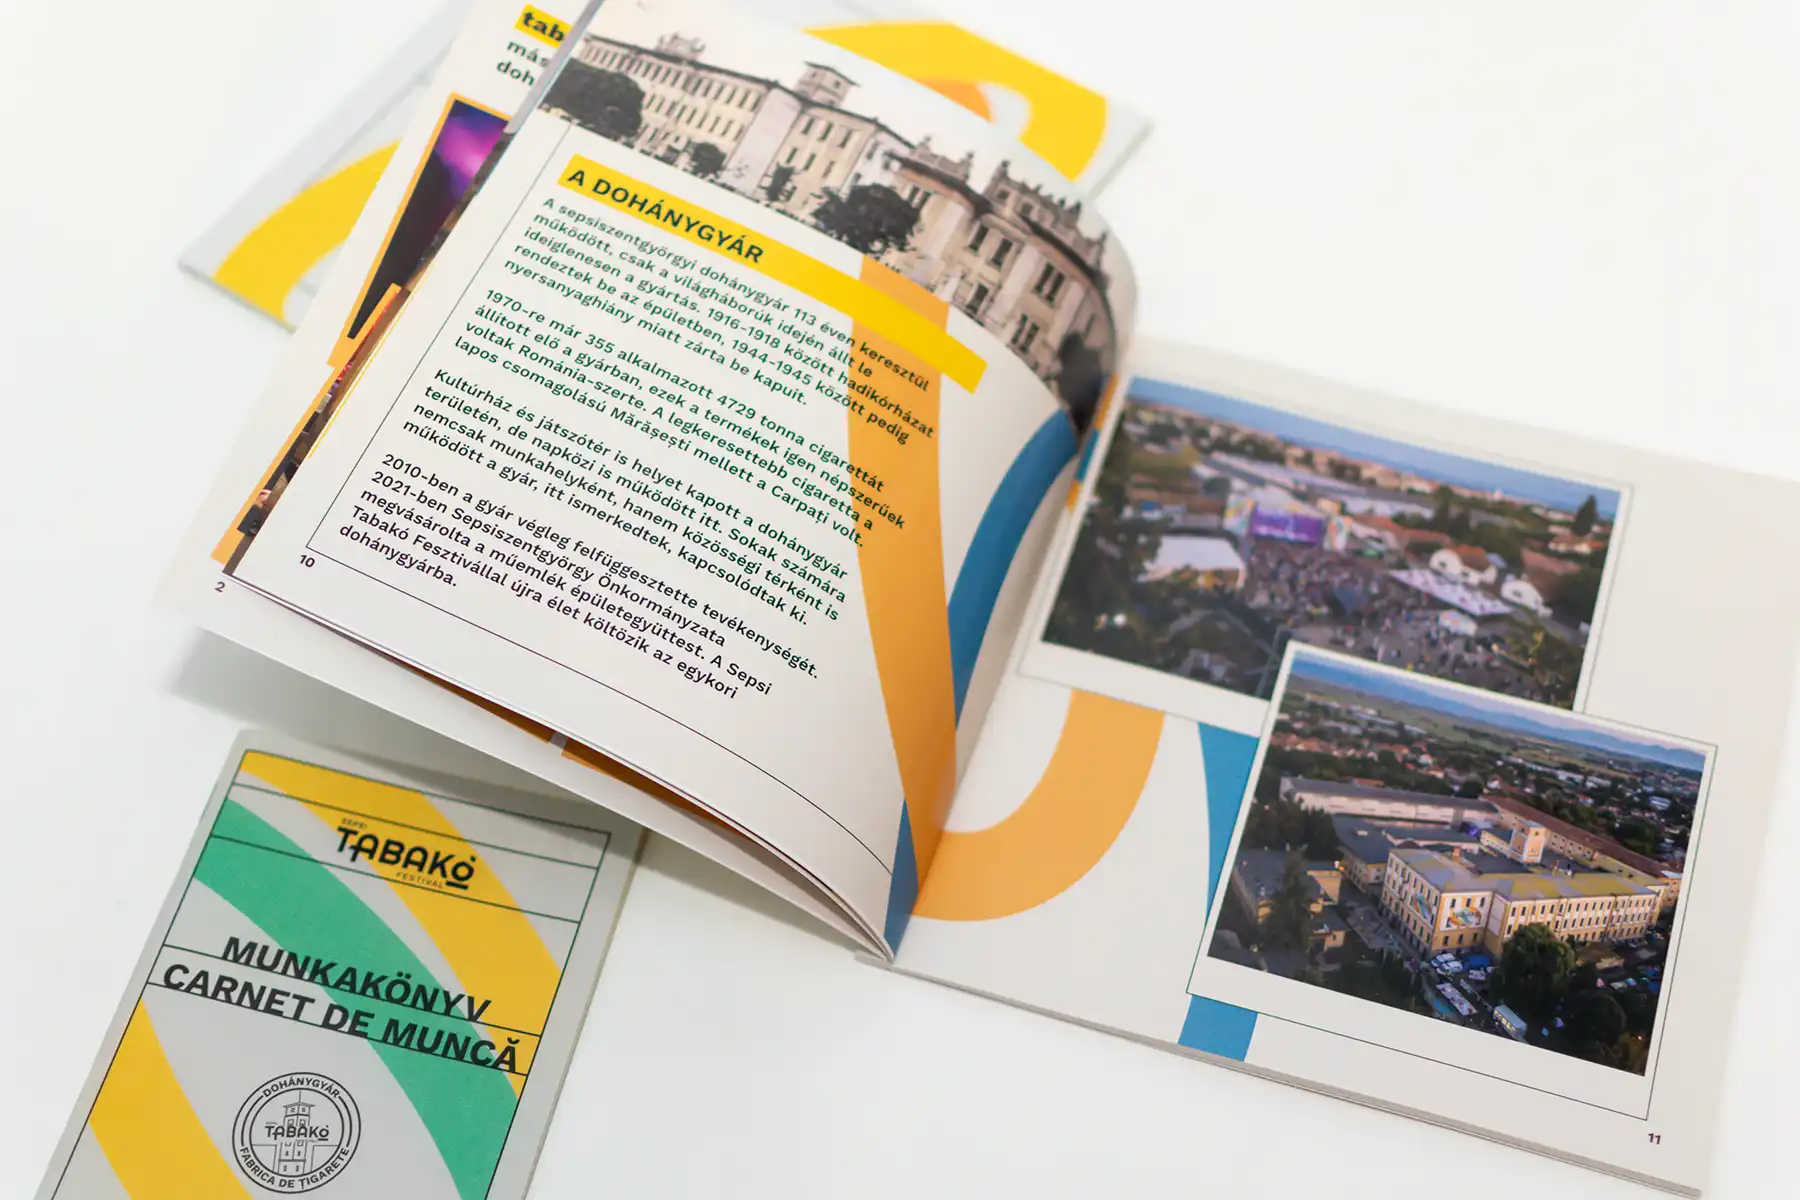 tab
más
doh
A DOHÁNYGYÁR
A sepsiszentgyörgyi dohánygyár 113 éven keresztül
működött, csak a világháborúk idején állt le
ideiglenesen a gyártás. 1916-1918 között hadikórházat
rendeztek be az épületben, 1944-1945 között pedig
nyersanyaghiány miatt zárta be kapuit.
1970-re már 355 alkalmazott 4729 tonna cigarettát
állított elő a gyárban, ezek a termékek igen népszerűek
voltak Románia-szerte. A legkeresettebb cigaretta a
lapos csomagolású Mărășești mellett a Carpați volt.
Kultúrház és játszótér is helyet kapott a dohánygyár
területén, de napközi is működött itt. Sokak számára
nemcsak munkahelyként, hanem közösségi térként is
működött a gyár, itt ismerkedtek, kapcsolódtak ki.
2010-ben a gyár végleg felfüggesztette tevékenységét.
2021-ben Sepsiszentgyörgy Önkormányzata
megvásárolta a műemlék épületegyüttest. A Sepsi
Tabakó Fesztivállal újra élet költözik az egykori
dohánygyárba.
10
2
11
SEPSI
TABAKÓ
FESTIVAL
MUNKAKÖNYV
CARNET DE MUNCĂ
DOHÁNYGYÁR
TABAKÓ
FABRICA DE ȚIGARETE